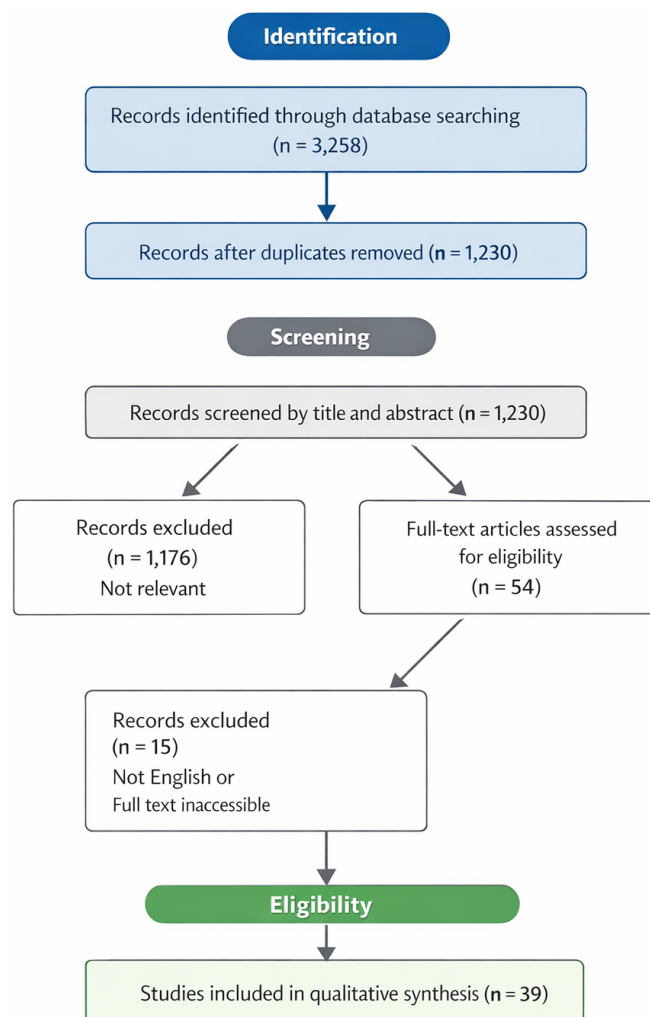 Identification
Records identified through database searching
(n = 3,258)
Records after duplicates removed (n = 1,230)
Screening
Records screened by title and abstract (n = 1,230)
Records excluded
(n = 1,176)
Not relevant
Full-text articles assessed
for eligibility
(n = 54)
Records excluded
(n = 15)
Not English or
Full text inaccessible
Eligibility
Studies included in qualitative synthesis (n = 39)